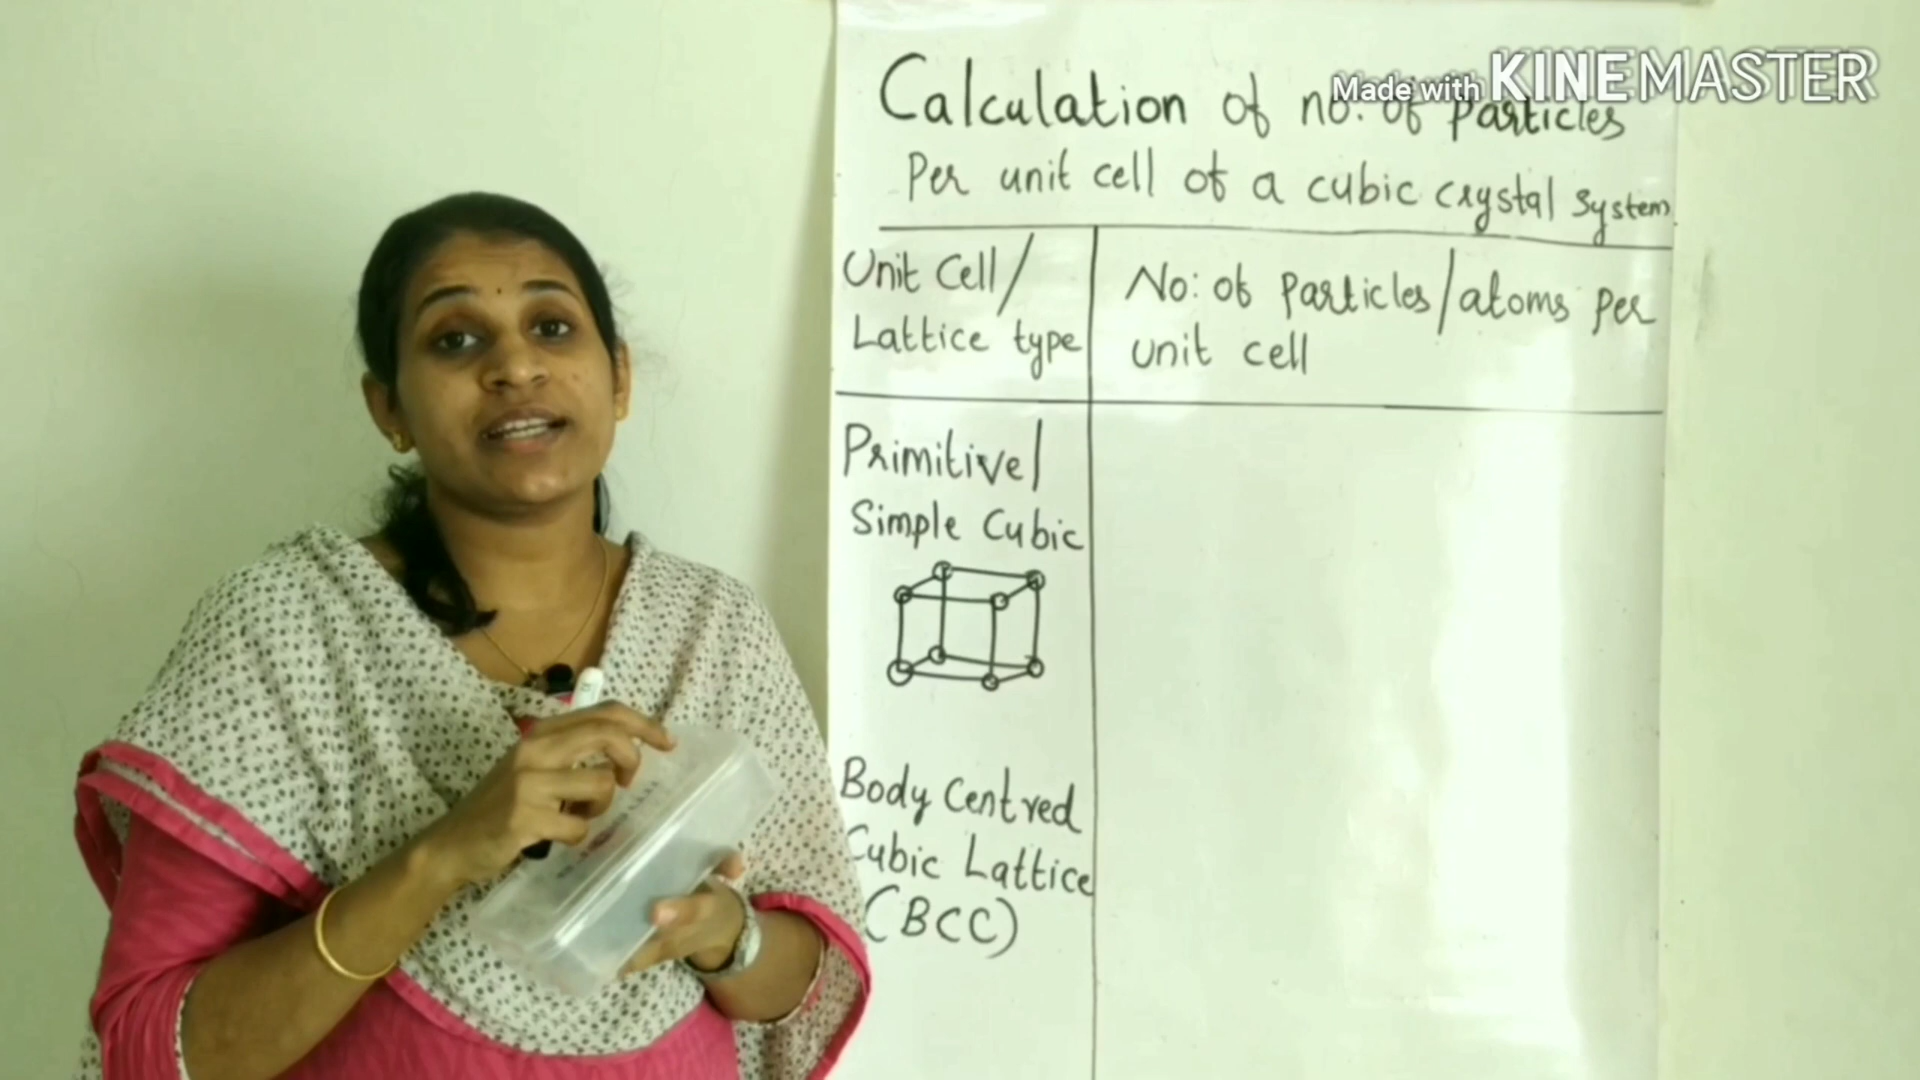 Made with KINEMASTER
Calculation of no: of Particles
Per unit cell of a cubic crystal system
Unit Cell/
Lattice type
No: of Particles/atoms Per
unit cell
Primitive/
Simple Cubic
Body Centred
Cubic Lattice
(BCC)